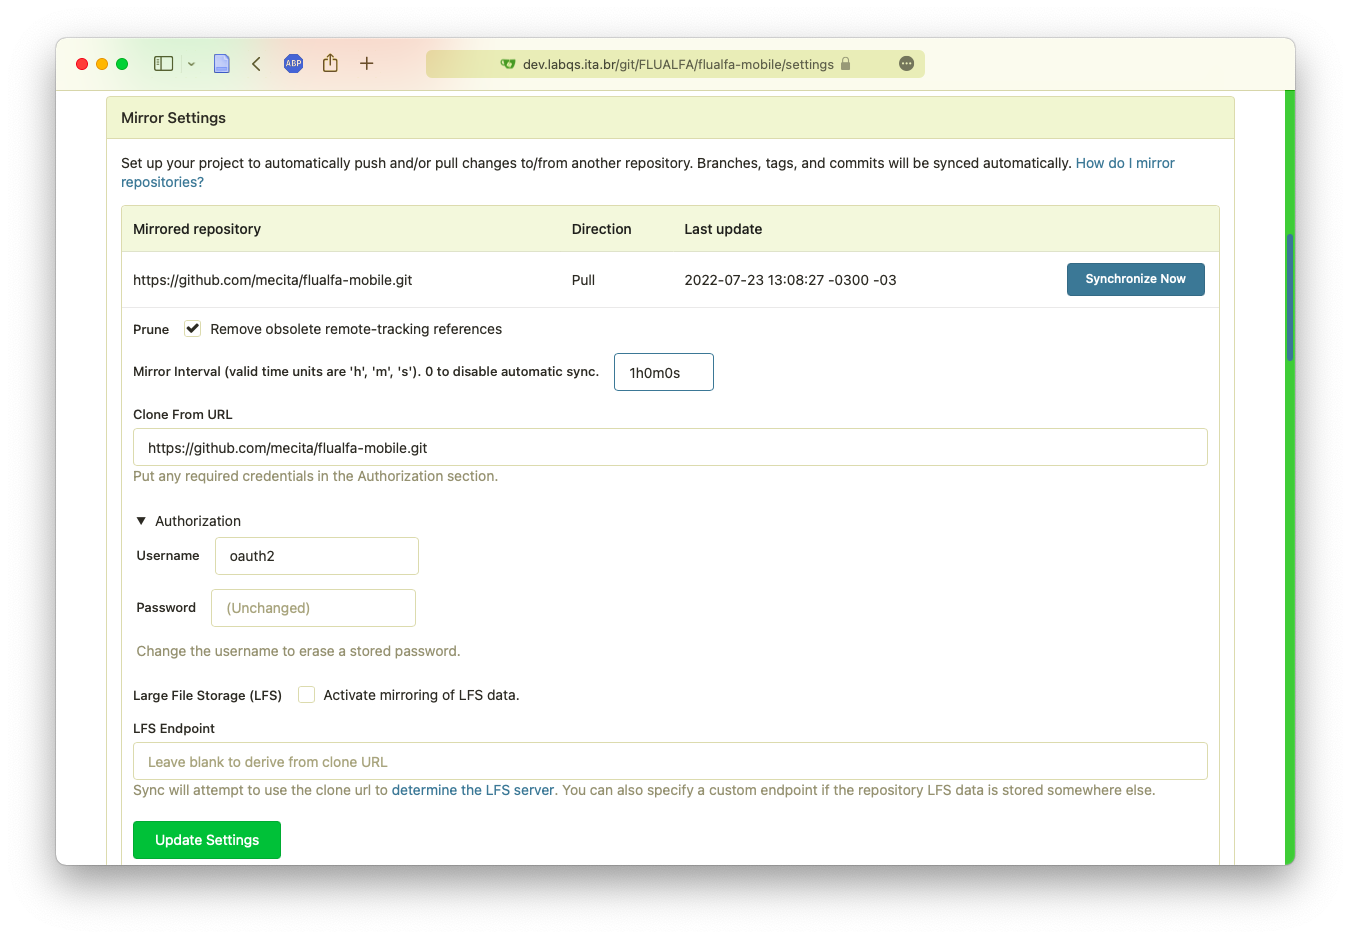 ABP
dev.labqs.ita.br/git/FLUALFA/flualfa-mobile/settings
Mirror Settings
Set up your project to automatically push and/or pull changes to/from another repository. Branches, tags, and commits will be synced automatically. How do I mirror
repositories?
Mirrored repository Direction Last update
https://github.com/mecita/flualfa-mobile.git Pull 2022-07-23 13:08:27 -0300 -03 Synchronize Now
Prune Remove obsolete remote-tracking references
Mirror Interval (valid time units are 'h', 'm', 's'). 0 to disable automatic sync. 1h0m0s
Clone From URL
https://github.com/mecita/flualfa-mobile.git
Put any required credentials in the Authorization section.
Authorization
Username oauth2
Password (Unchanged)
Change the username to erase a stored password.
Large File Storage (LFS) Activate mirroring of LFS data.
LFS Endpoint
Leave blank to derive from clone URL
Sync will attempt to use the clone url to determine the LFS server. You can also specify a custom endpoint if the repository LFS data is stored somewhere else.
Update Settings